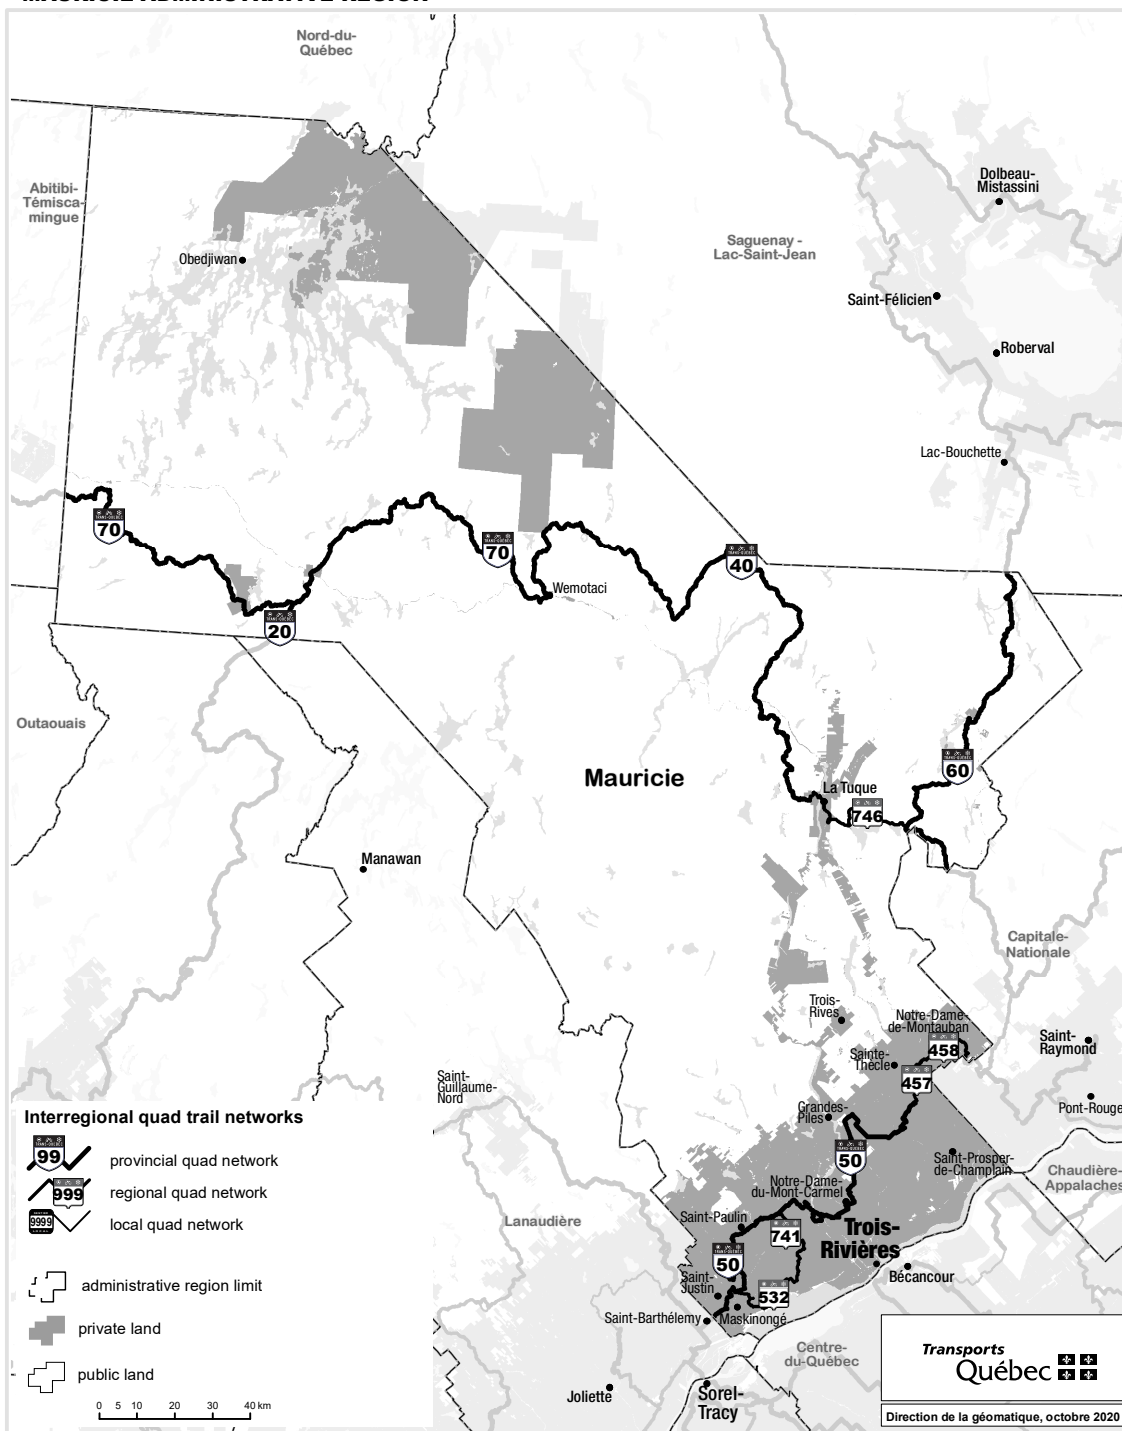 MAURICIE ADMINISTRATIVE REGION
Nord-du-
Québec
Abitibi-
Témisca-
mingue
Dolbeau-
Mistassini
Saguenay -
Lac-Saint-Jean
Obedjiwan
Saint-Félicien
Roberval
Lac-Bouchette
70
70
40
Wemotaci
20
Outaouais
Mauricie
60
La Tuque
746
Manawan
Capitale-
Nationale
Trois-
Rives
Notre-Dame-
de-Montauban
Saint-
Raymond
458
Sainte-
Thècle
457
Saint-
Guillaume-
Nord
Pont-Rouge
Grandes-
Piles
50
Saint-Prosper-
de-Champlain
Chaudière-
Appalaches
Notre-Dame-
du-Mont-Carmel
Lanaudière
Saint-Paulin
741
Trois-
Rivières
50
Bécancour
Saint-
Justin
532
Saint-Barthélemy
Maskinongé
Centre-
du-Québec
Joliette
Sorel-
Tracy
Interregional quad trail networks
TRANS-QUÉBEC
99
provincial quad network
999
regional quad network
9999
local quad network
administrative region limit
private land
public land
0 5 10 20 30 40 km
Transports
Québec
Direction de la géomatique, octobre 2020